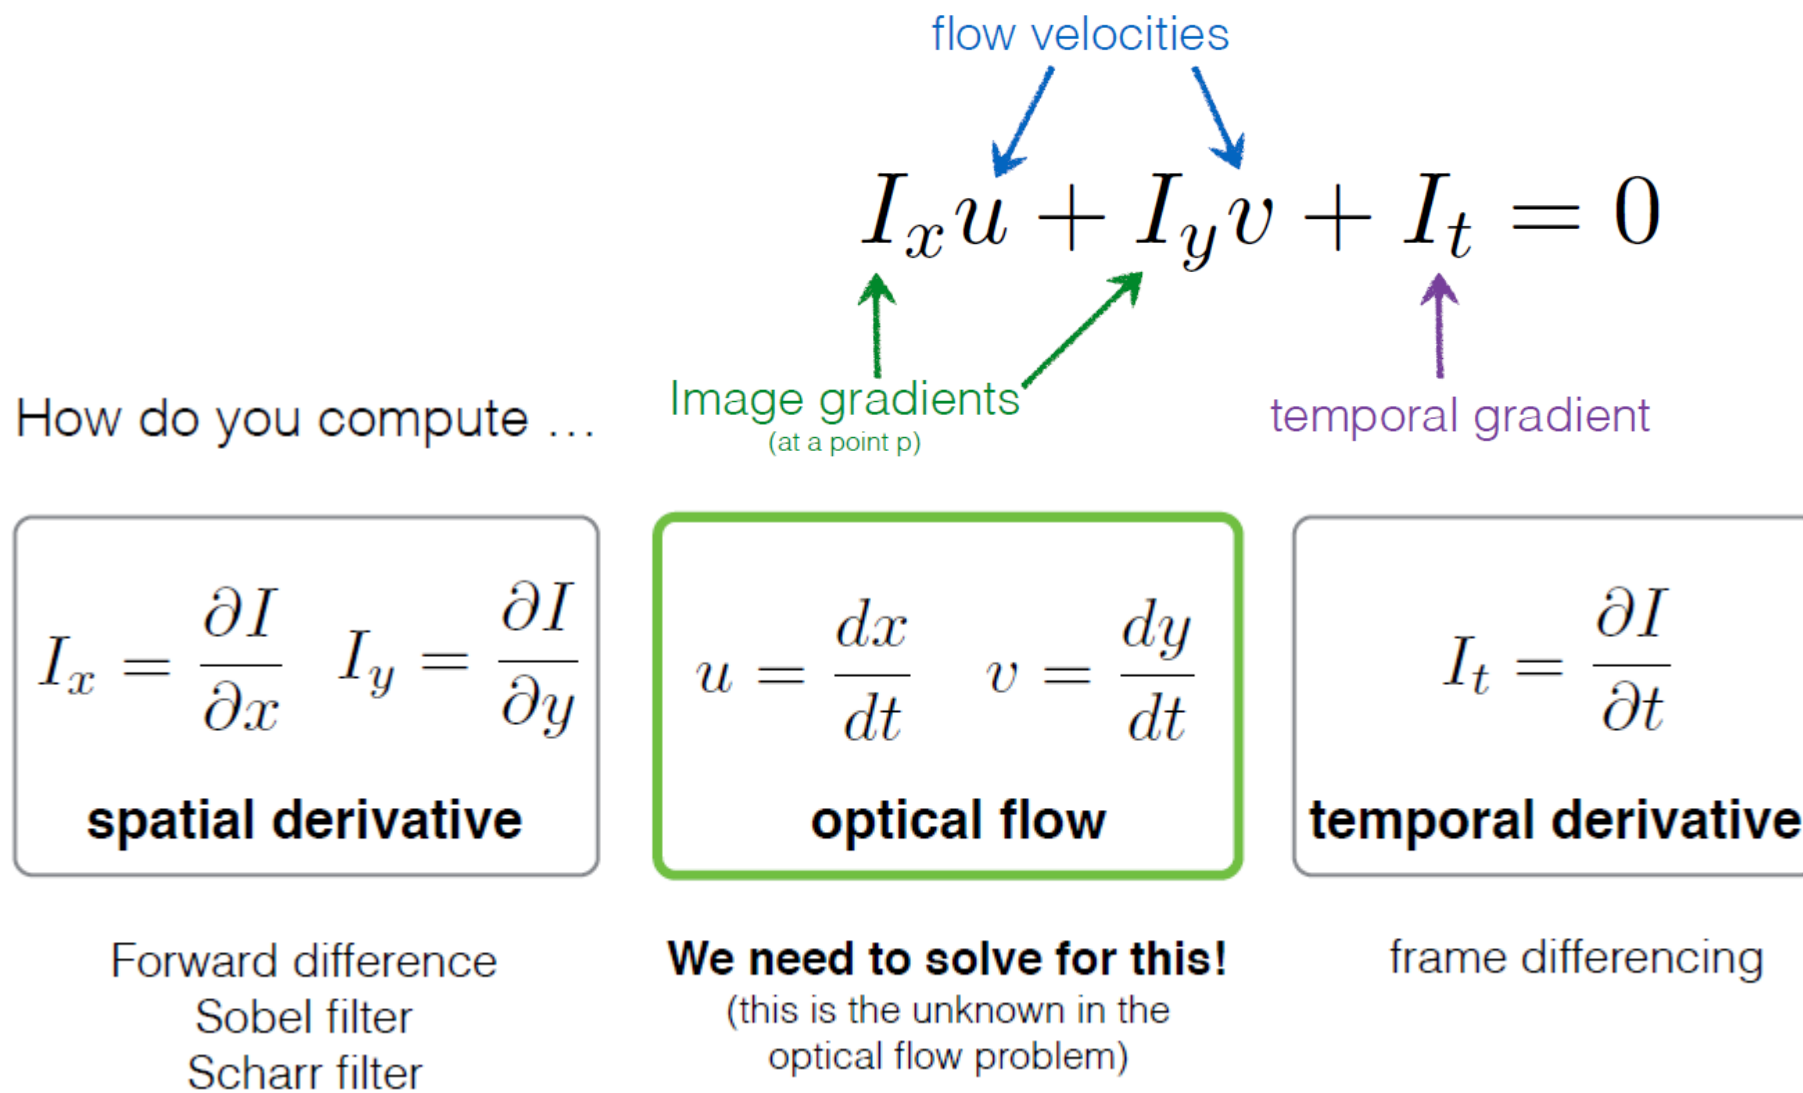 flow velocities
I_x u + I_y v + I_t = 0
How do you compute …
Image gradients
(at a point p)
temporal gradient
I_x = ∂I/∂x   I_y = ∂I/∂y
spatial derivative
u = dx/dt   v = dy/dt
optical flow
I_t = ∂I/∂t
temporal derivative
Forward difference
Sobel filter
Scharr filter
We need to solve for this!
(this is the unknown in the
optical flow problem)
frame differencing